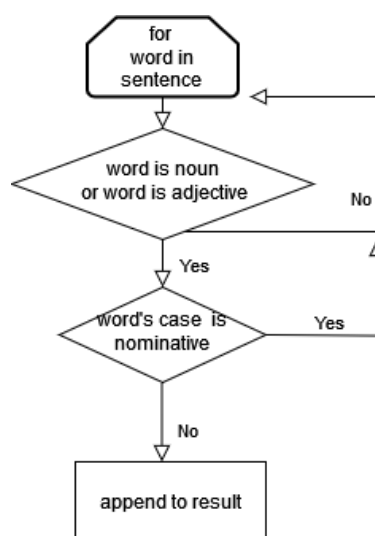 for
word in
sentence
word is noun
or word is adjective
No
Yes
word's case is
nominative
Yes
No
append to result